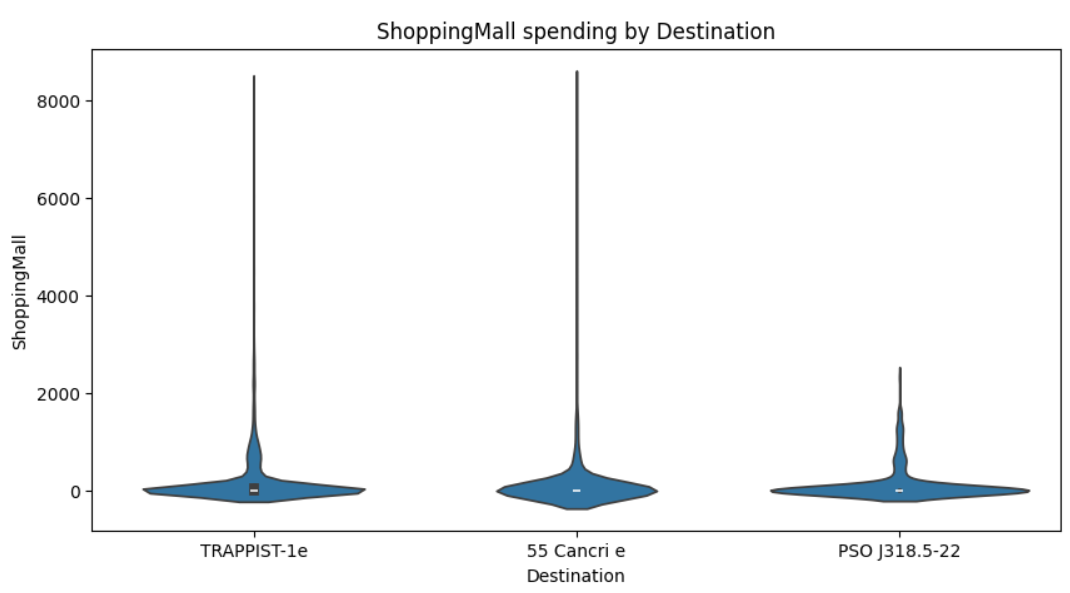 ShoppingMall spending by Destination
8000
6000
4000
2000
0
ShoppingMall
TRAPPIST-1e
55 Cancri e
PSO J318.5-22
Destination